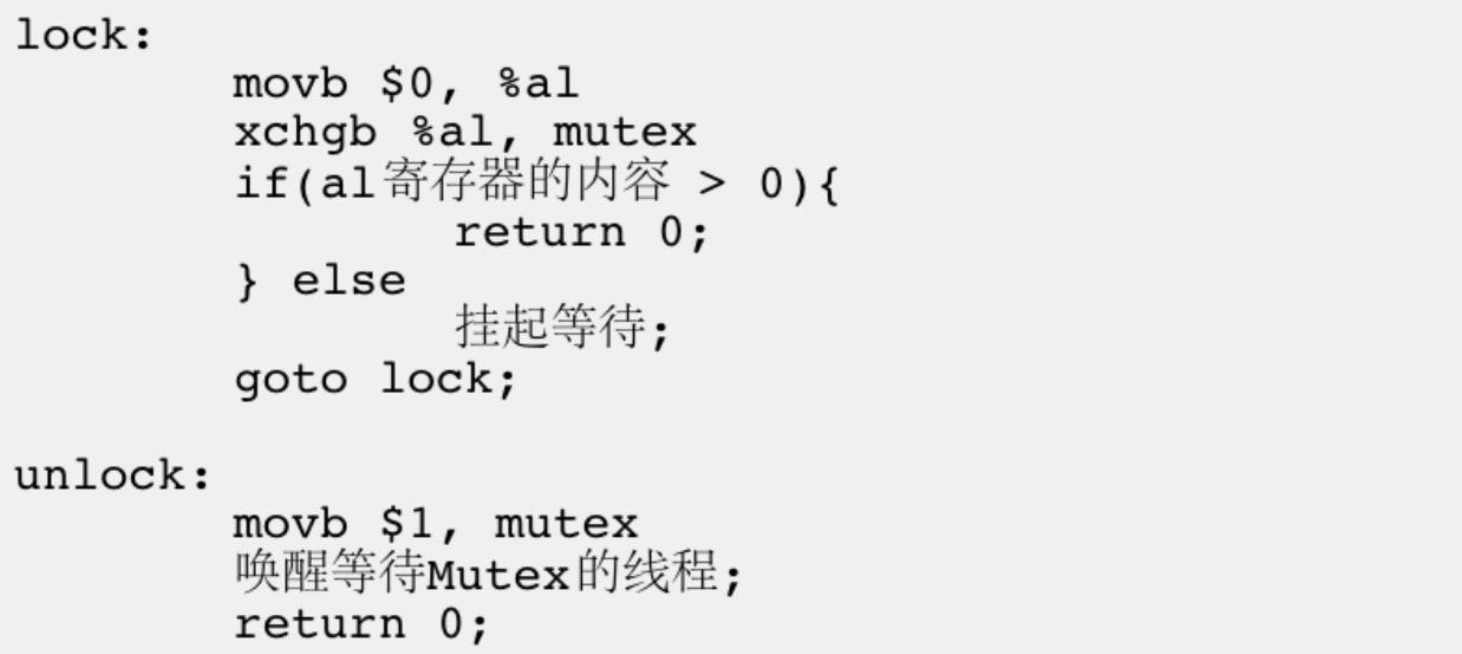 lock:
movb $0, %al
xchgb %al, mutex
if(al寄存器的内容 > 0){
return 0;
} else
挂起等待;
goto lock;
unlock:
movb $1, mutex
唤醒等待Mutex的线程;
return 0;